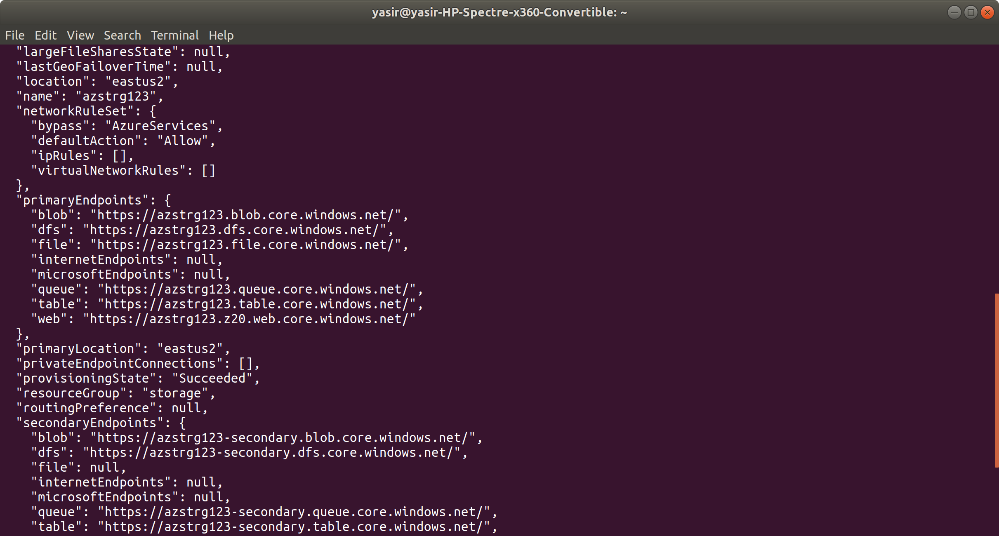 yasir@yasir-HP-Spectre-x360-Convertible: ~
File Edit View Search Terminal Help
  "largeFileSharesState": null,
  "lastGeoFailoverTime": null,
  "location": "eastus2",
  "name": "azstrg123",
  "networkRuleSet": {
    "bypass": "AzureServices",
    "defaultAction": "Allow",
    "ipRules": [],
    "virtualNetworkRules": []
  },
  "primaryEndpoints": {
    "blob": "https://azstrg123.blob.core.windows.net/",
    "dfs": "https://azstrg123.dfs.core.windows.net/",
    "file": "https://azstrg123.file.core.windows.net/",
    "internetEndpoints": null,
    "microsoftEndpoints": null,
    "queue": "https://azstrg123.queue.core.windows.net/",
    "table": "https://azstrg123.table.core.windows.net/",
    "web": "https://azstrg123.z20.web.core.windows.net/"
  },
  "primaryLocation": "eastus2",
  "privateEndpointConnections": [],
  "provisioningState": "Succeeded",
  "resourceGroup": "storage",
  "routingPreference": null,
  "secondaryEndpoints": {
    "blob": "https://azstrg123-secondary.blob.core.windows.net/",
    "dfs": "https://azstrg123-secondary.dfs.core.windows.net/",
    "file": null,
    "internetEndpoints": null,
    "microsoftEndpoints": null,
    "queue": "https://azstrg123-secondary.queue.core.windows.net/",
    "table": "https://azstrg123-secondary.table.core.windows.net/",